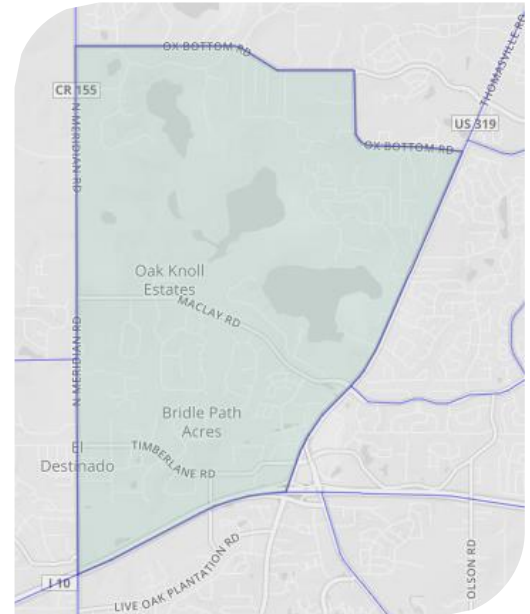 OX BOTTOM RD
THOMASVILLE RD
CR 155
N MERIDIAN RD
US 319
OX BOTTOM RD
Oak Knoll
Estates
MACLAY RD
N MERIDIAN RD
Bridle Path
Acres
El
Destinado
TIMBERLANE RD
I 10
LIVE OAK PLANTATION RD
OLSON RD